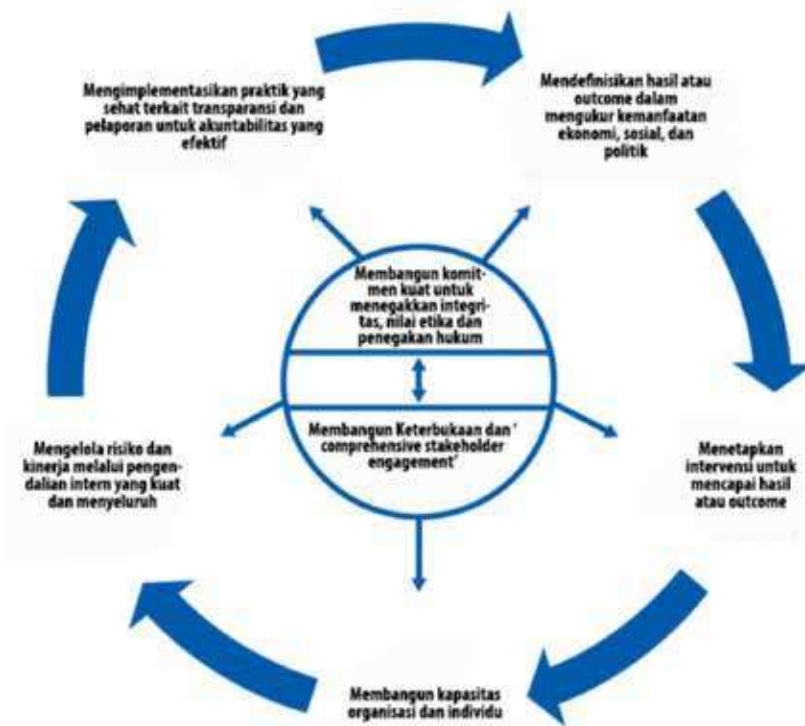 Mengimplementasikan praktik yang
sehat terkait transparansi dan
pelaporan untuk akuntabilitas yang
efektif
Mendefinisikan hasil atau
outcome dalam
mengukur kemanfaatan
ekonomi, sosial, dan
politik
Membangun komit-
men kuat untuk
menegakkan integri-
tas, nilai etika dan
penegakan hukum
Membangun Keterbukaan dan '
comprehensive stakeholder
engagement'
Mengelola risiko dan
kinerja melalui pengen-
dalian intern yang kuat
dan menyeluruh
Menetapkan
intervensi untuk
mencapai hasil
atau outcome
Membangun kapasitas
organisasi dan individu